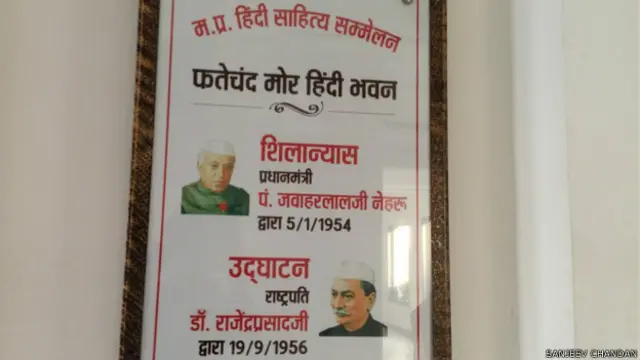 म.प्र. हिंदी साहित्य सम्मेलन
फतेचंद मोर हिंदी भवन
शिलान्यास
प्रधानमंत्री
पं. जवाहरलालजी नेहरू
द्वारा 5/1/1954
उद्घाटन
राष्ट्रपति
डॉ. राजेंद्रप्रसादजी
द्वारा 19/9/1956
SANJEEV CHANDAN